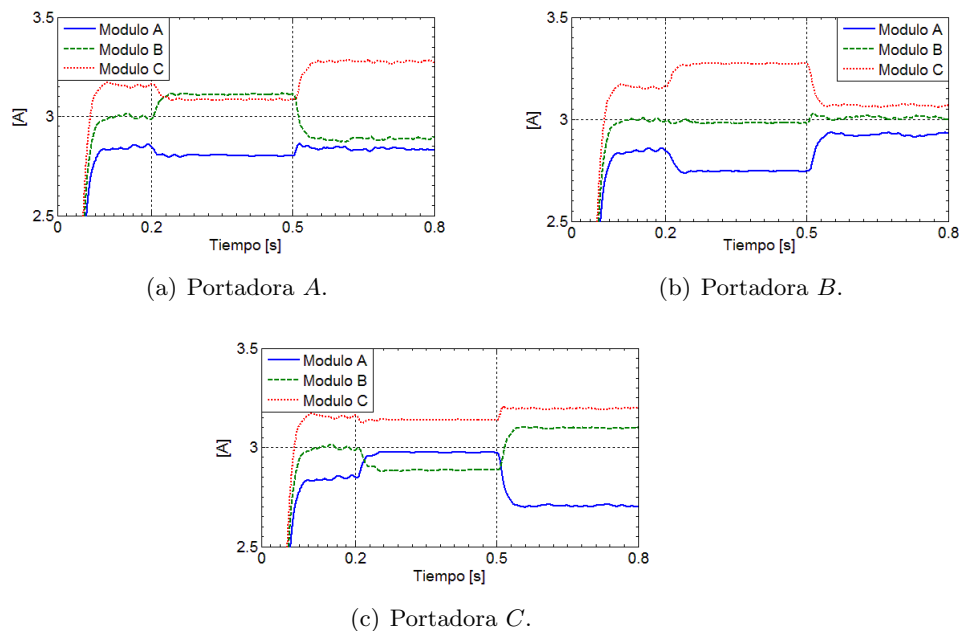 3.5
Modulo A
Modulo B
Modulo C
[A]
3
2.5
0
0.2
0.5
0.8
Tiempo [s]
(a) Portadora A.
3.5
Modulo A
Modulo B
Modulo C
[A]
3
2.5
0
0.2
0.5
0.8
Tiempo [s]
(b) Portadora B.
3.5
Modulo A
Modulo B
Modulo C
[A]
3
2.5
0
0.2
0.5
0.8
Tiempo [s]
(c) Portadora C.